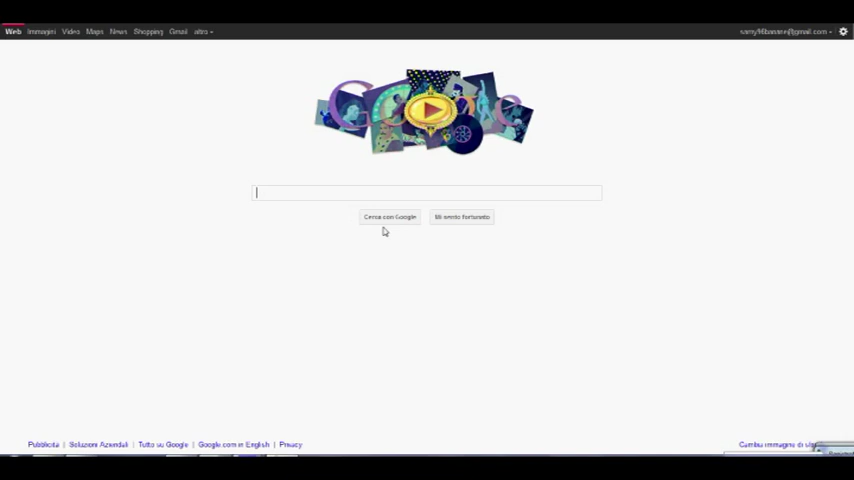 Web Immagini Video Maps News Shopping Gmail altro
Google
Cerca con Google Mi sento fortunato
Pubblicità | Soluzioni Aziendali | Tutto su Google | Google.com in English | Privacy
Cambia immagine di